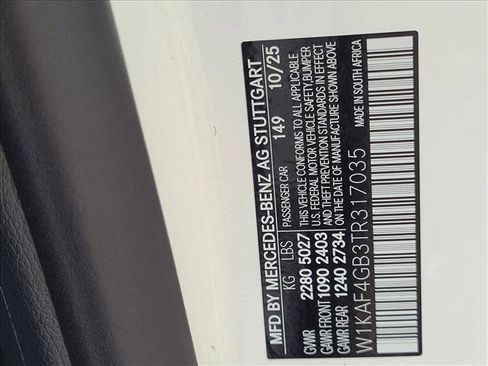 MFD BY MERCEDES-BENZ AG STUTTGART
KG LBS PASSENGER CAR 149 10/25
GVWR 2280 5027 THIS VEHICLE CONFORMS TO ALL APPLICABLE
U.S. FEDERAL MOTOR VEHICLE SAFETY, BUMPER
GAWR FRONT 1090 2403 AND THEFT PREVENTION STANDARDS IN EFFECT
GAWR REAR 1240 2734 ON THE DATE OF MANUFACTURE SHOWN ABOVE
W1KAF4GB3TR317035 MADE IN SOUTH AFRICA